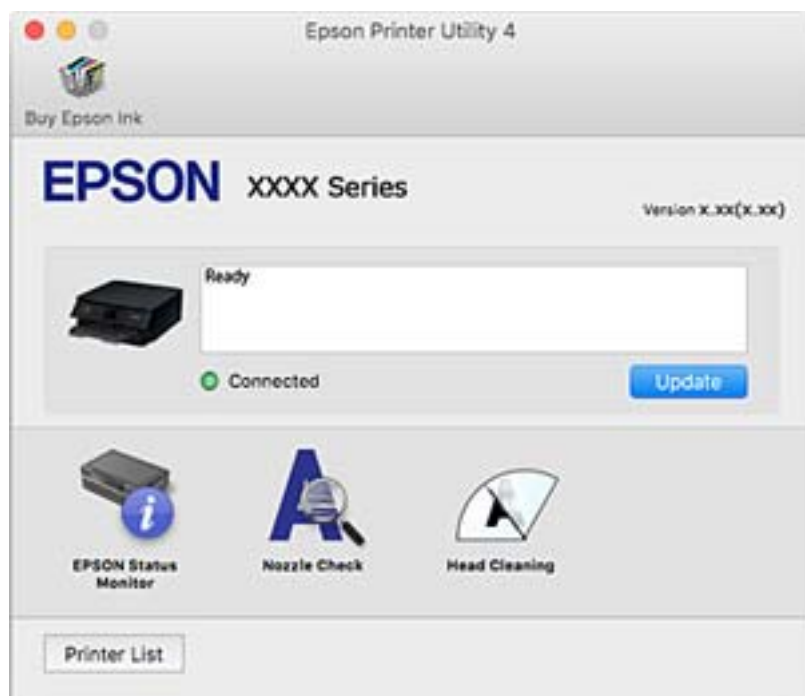 Epson Printer Utility 4
Buy Epson Ink
EPSON XXXX Series
Version x.xx(x.xx)
Ready
Connected
Update
EPSON Status
Monitor
Nozzle Check
Head Cleaning
Printer List